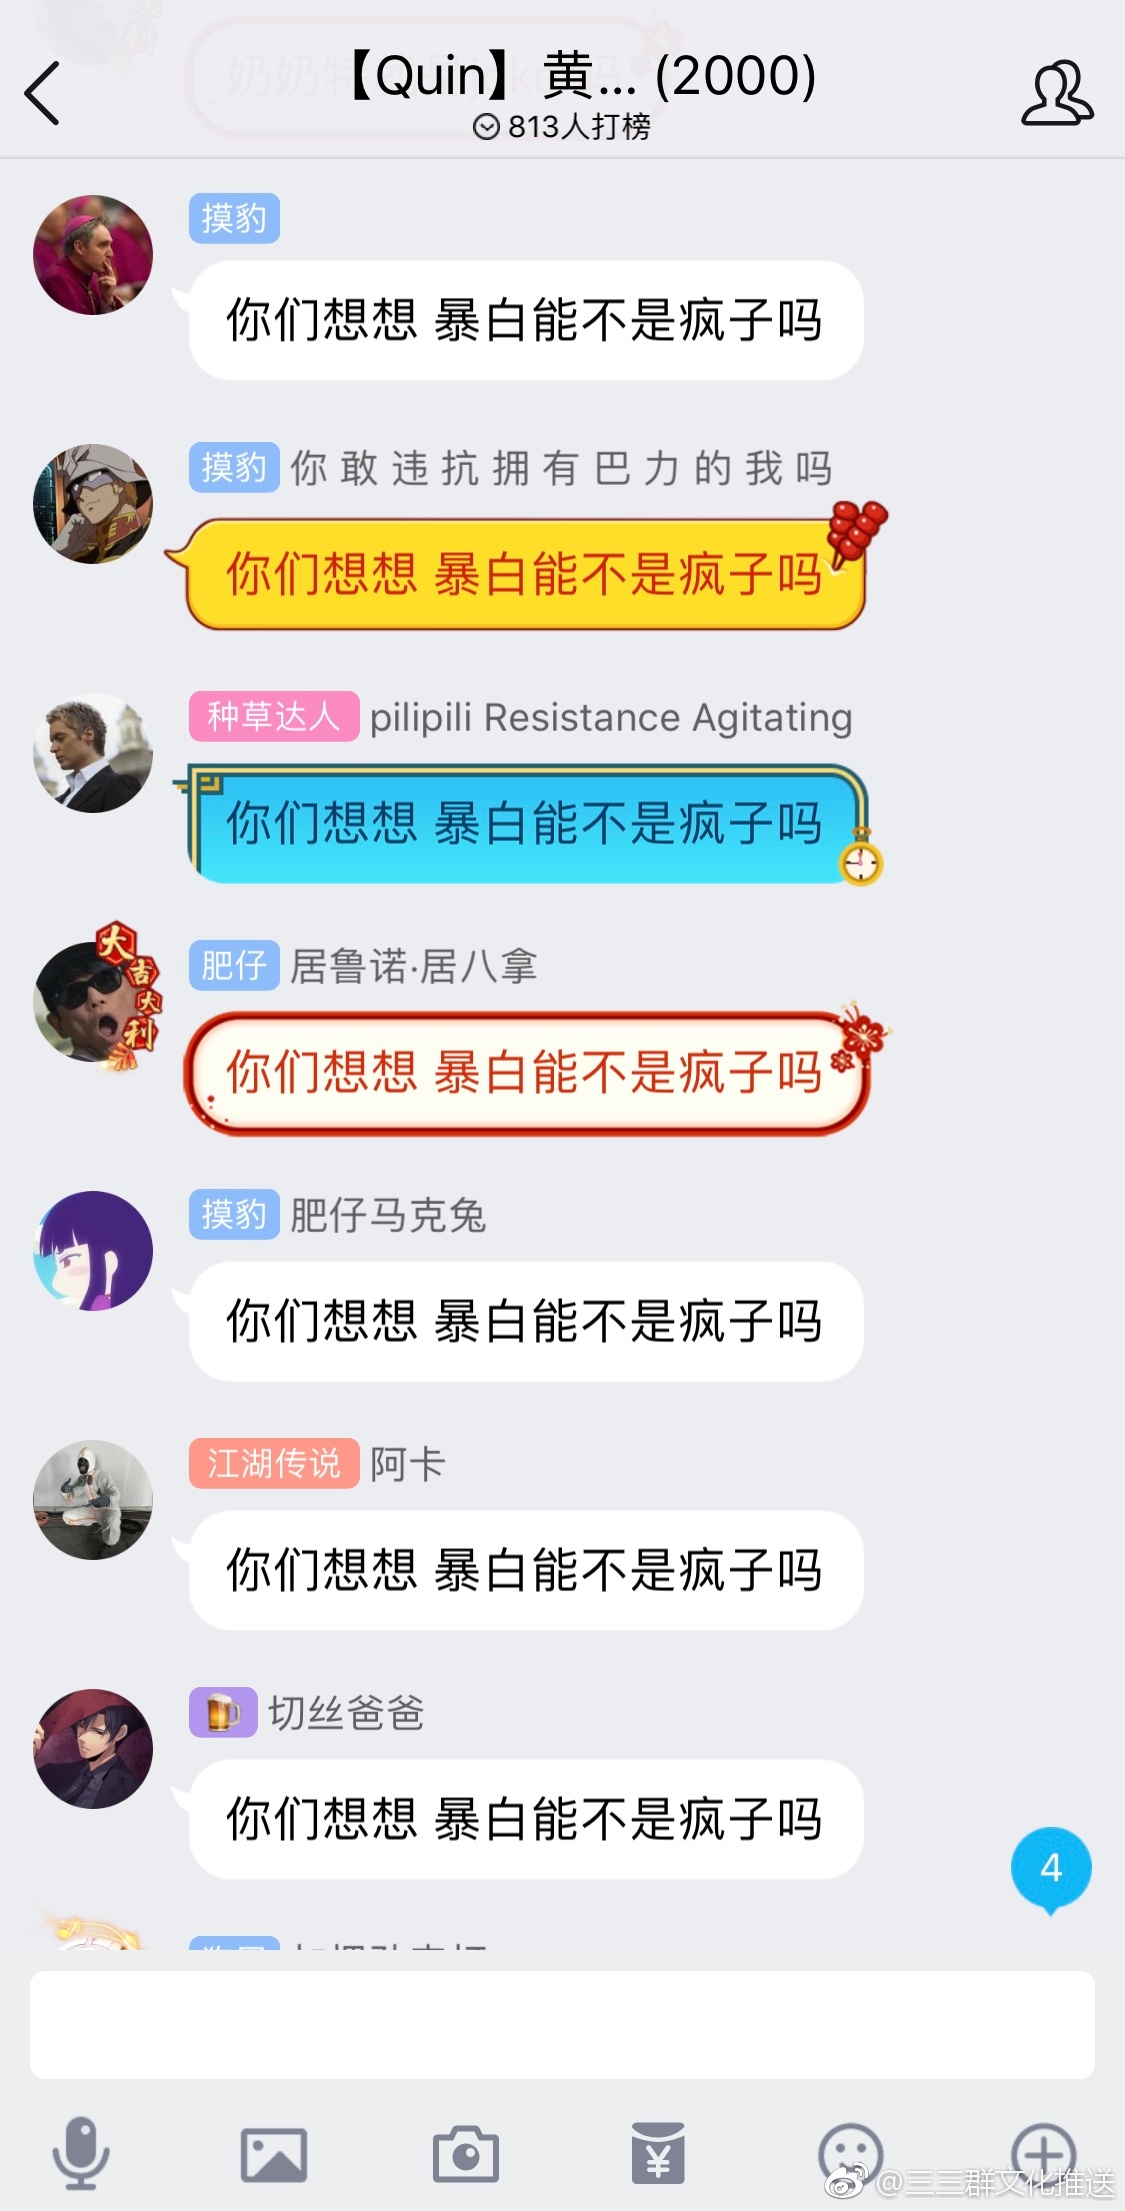 【Quin】黄... (2000)
813人打榜
摸豹
你们想想 暴白能不是疯子吗
摸豹 你敢违抗拥有巴力的我吗
你们想想 暴白能不是疯子吗
种草达人 pilipili Resistance Agitating
你们想想 暴白能不是疯子吗
大吉大利
肥仔 居鲁诺·居八拿
你们想想 暴白能不是疯子吗
摸豹 肥仔马克兔
你们想想 暴白能不是疯子吗
江湖传说 阿卡
你们想想 暴白能不是疯子吗
切丝爸爸
你们想想 暴白能不是疯子吗
4
¥
@三三群文化推送